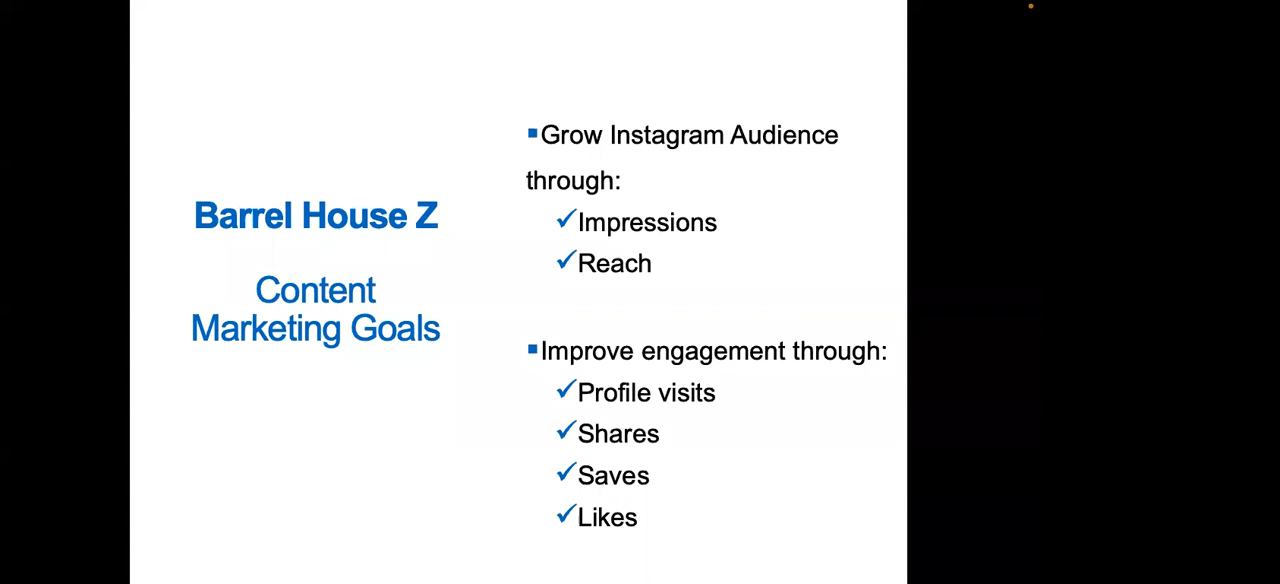 Barrel House Z
Content
Marketing Goals
▪Grow Instagram Audience
through:
✓Impressions
✓Reach
▪Improve engagement through:
✓Profile visits
✓Shares
✓Saves
✓Likes